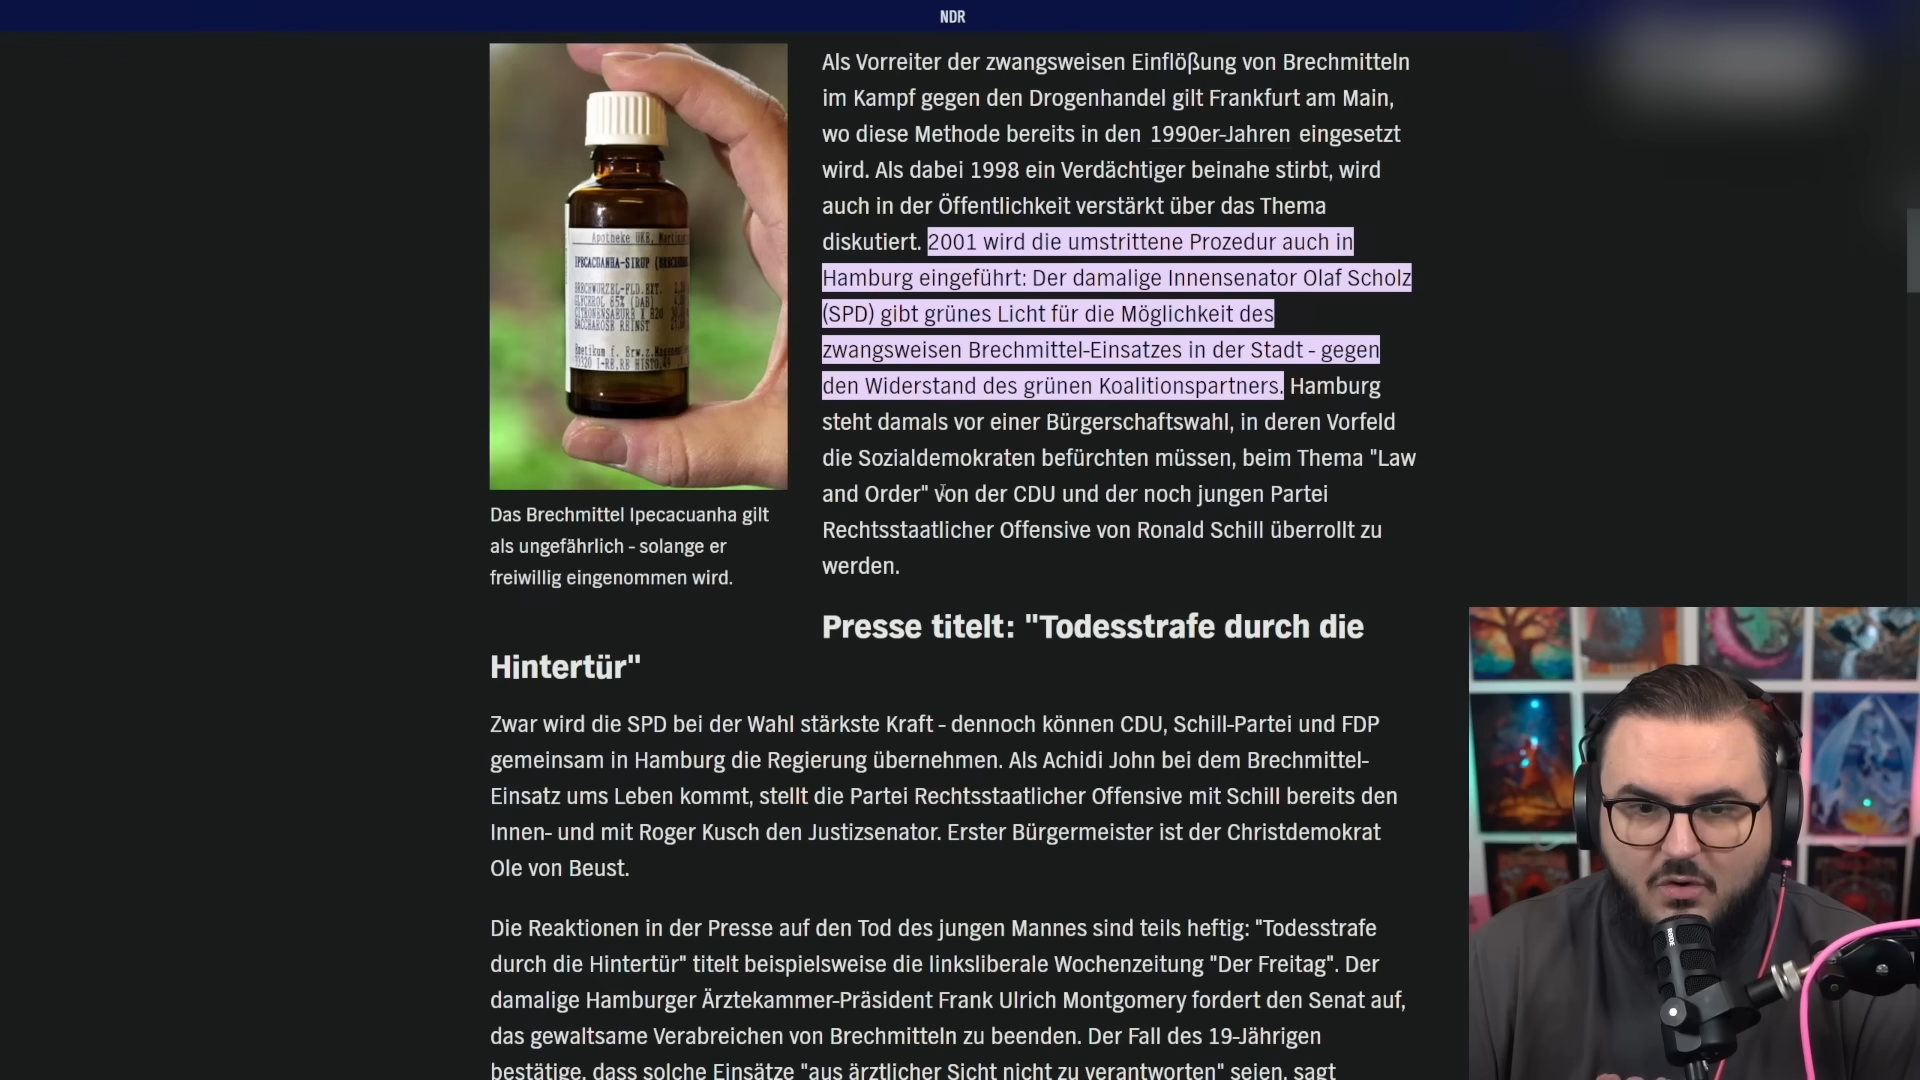 NDR
Als Vorreiter der zwangsweisen Einflößung von Brechmitteln
im Kampf gegen den Drogenhandel gilt Frankfurt am Main,
wo diese Methode bereits in den 1990er-Jahren eingesetzt
wird. Als dabei 1998 ein Verdächtiger beinahe stirbt, wird
auch in der Öffentlichkeit verstärkt über das Thema
diskutiert. 2001 wird die umstrittene Prozedur auch in
Hamburg eingeführt: Der damalige Innensenator Olaf Scholz
(SPD) gibt grünes Licht für die Möglichkeit des
zwangsweisen Brechmittel-Einsatzes in der Stadt - gegen
den Widerstand des grünen Koalitionspartners. Hamburg
steht damals vor einer Bürgerschaftswahl, in deren Vorfeld
die Sozialdemokraten befürchten müssen, beim Thema "Law
and Order" von der CDU und der noch jungen Partei
Rechtsstaatlicher Offensive von Ronald Schill überrollt zu
werden.
Apotheke UKB,
IPECACUANHA-SIRUP
GLYCEROL 85% (DAB)
Das Brechmittel Ipecacuanha gilt
als ungefährlich - solange er
freiwillig eingenommen wird.
Presse titelt: "Todesstrafe durch die
Hintertür"
Zwar wird die SPD bei der Wahl stärkste Kraft - dennoch können CDU, Schill-Partei und FDP
gemeinsam in Hamburg die Regierung übernehmen. Als Achidi John bei dem Brechmittel-
Einsatz ums Leben kommt, stellt die Partei Rechtsstaatlicher Offensive mit Schill bereits den
Innen- und mit Roger Kusch den Justizsenator. Erster Bürgermeister ist der Christdemokrat
Ole von Beust.
Die Reaktionen in der Presse auf den Tod des jungen Mannes sind teils heftig: "Todesstrafe
durch die Hintertür" titelt beispielsweise die linksliberale Wochenzeitung "Der Freitag". Der
damalige Hamburger Ärztekammer-Präsident Frank Ulrich Montgomery fordert den Senat auf,
das gewaltsame Verabreichen von Brechmitteln zu beenden. Der Fall des 19-Jährigen
bestätige, dass solche Einsätze "aus ärztlicher Sicht nicht zu verantworten" seien, sagt
RØDE